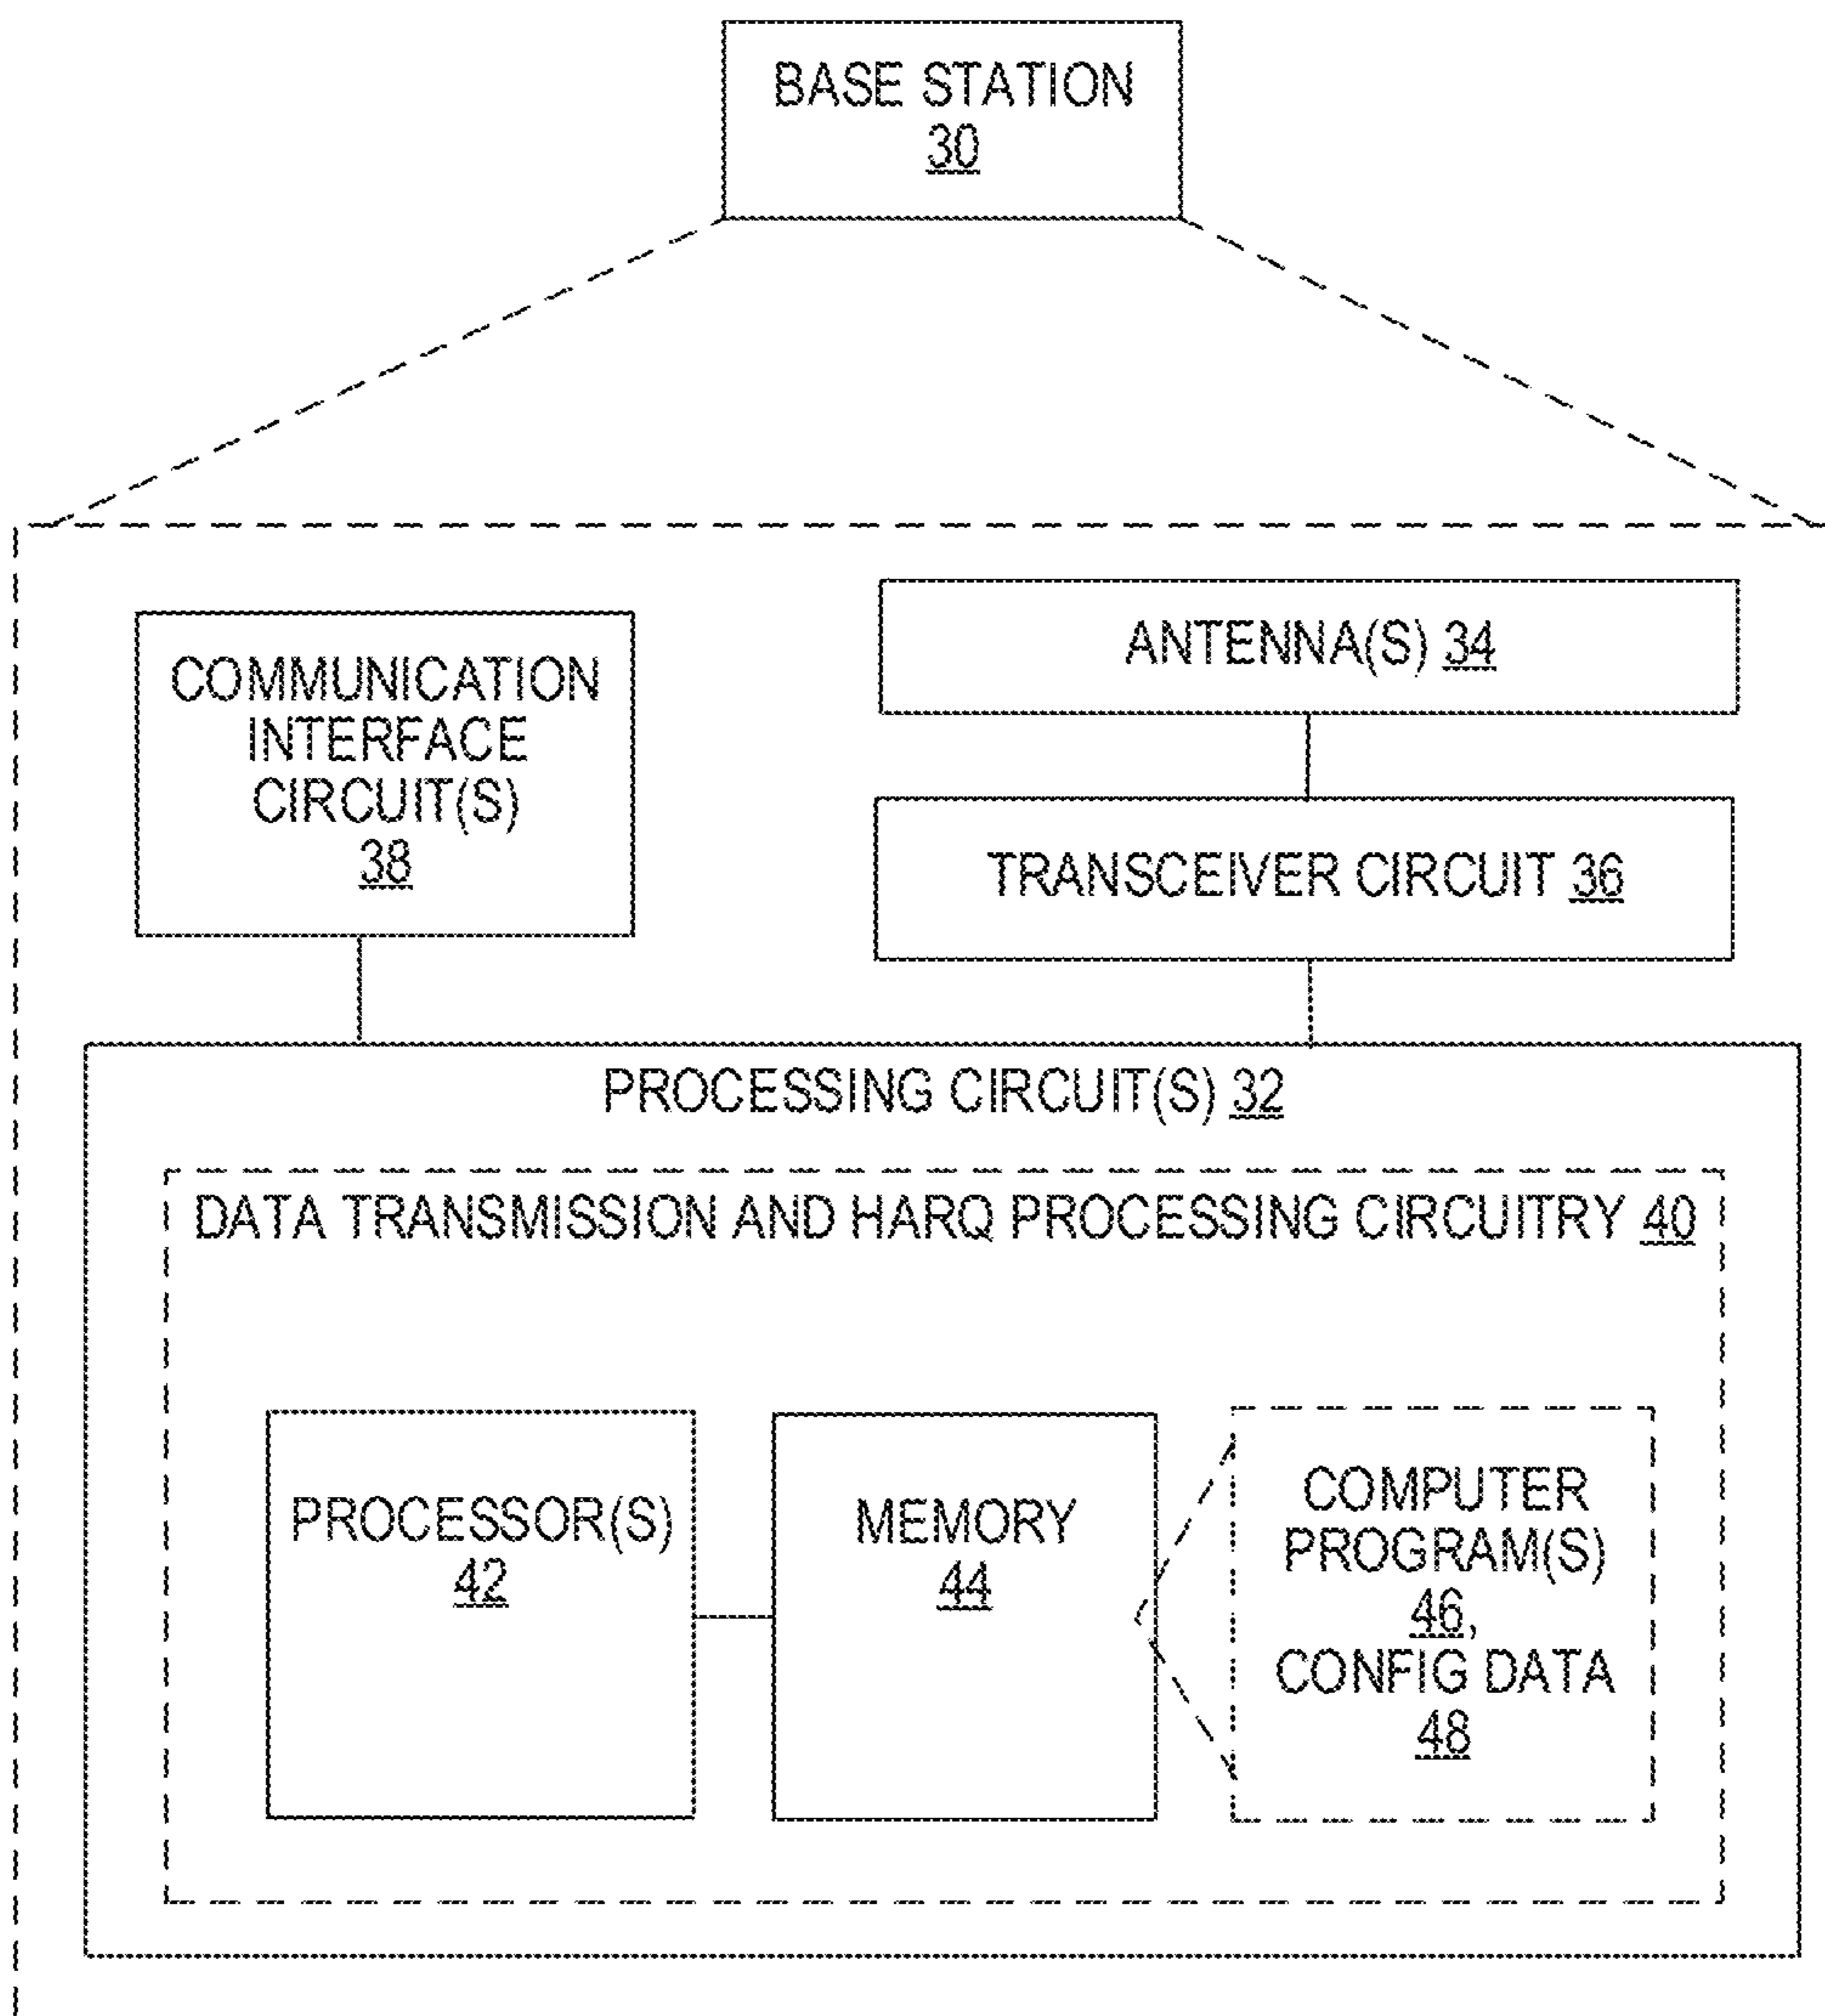 BASE STATION
30
ANTENNA(S) 34
COMMUNICATION
INTERFACE
CIRCUIT(S)
38
TRANSCEIVER CIRCUIT 36
PROCESSING CIRCUIT(S) 32
DATA TRANSMISSION AND HARQ PROCESSING CIRCUITRY 40
PROCESSOR(S)
42
MEMORY
44
COMPUTER
PROGRAM(S)
46,
CONFIG DATA
48